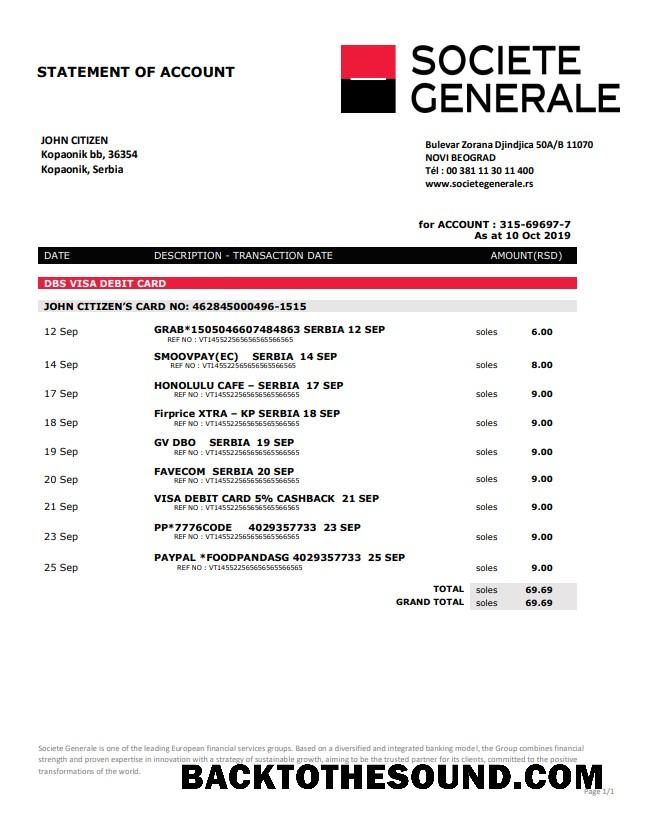 STATEMENT OF ACCOUNT
SOCIETE
GENERALE
JOHN CITIZEN
Kopaonik bb, 36354
Kopaonik, Serbia
Bulevar Zorana Djindjica 50A/B 11070
NOVI BEOGRAD
Tél : 00 381 11 30 11 400
www.societegenerale.rs
for ACCOUNT : 315-69697-7
As at 10 Oct 2019
DATE DESCRIPTION - TRANSACTION DATE AMOUNT(RSD)
DBS VISA DEBIT CARD
JOHN CITIZEN'S CARD NO: 462845000496-1515
12 Sep GRAB*1505046607484863 SERBIA 12 SEP soles 6.00
REF NO : VT145522565656565566565
14 Sep SMOOVPAY(EC) SERBIA 14 SEP soles 8.00
REF NO : VT145522565656565566565
17 Sep HONOLULU CAFE – SERBIA 17 SEP soles 9.00
REF NO : VT145522565656565566565
18 Sep Firprice XTRA – KP SERBIA 18 SEP soles 9.00
REF NO : VT145522565656565566565
19 Sep GV DBO SERBIA 19 SEP soles 9.00
REF NO : VT145522565656565566565
20 Sep FAVECOM SERBIA 20 SEP soles 9.00
REF NO : VT145522565656565566565
21 Sep VISA DEBIT CARD 5% CASHBACK 21 SEP soles 9.00
REF NO : VT145522565656565566565
23 Sep PP*7776CODE 4029357733 23 SEP soles 9.00
REF NO : VT145522565656565566565
25 Sep PAYPAL *FOODPANDASG 4029357733 25 SEP soles 9.00
REF NO : VT145522565656565566565
TOTAL soles 69.69
GRAND TOTAL soles 69.69
Societe Generale is one of the leading European financial services groups. Based on a diversified and integrated banking model, the Group combines financial
strength and proven expertise in innovation with a strategy of sustainable growth, aiming to be the trusted partner for its clients, committed to the positive
transformations of the world.
BACKTOTHESOUND.COM
Page 1/1